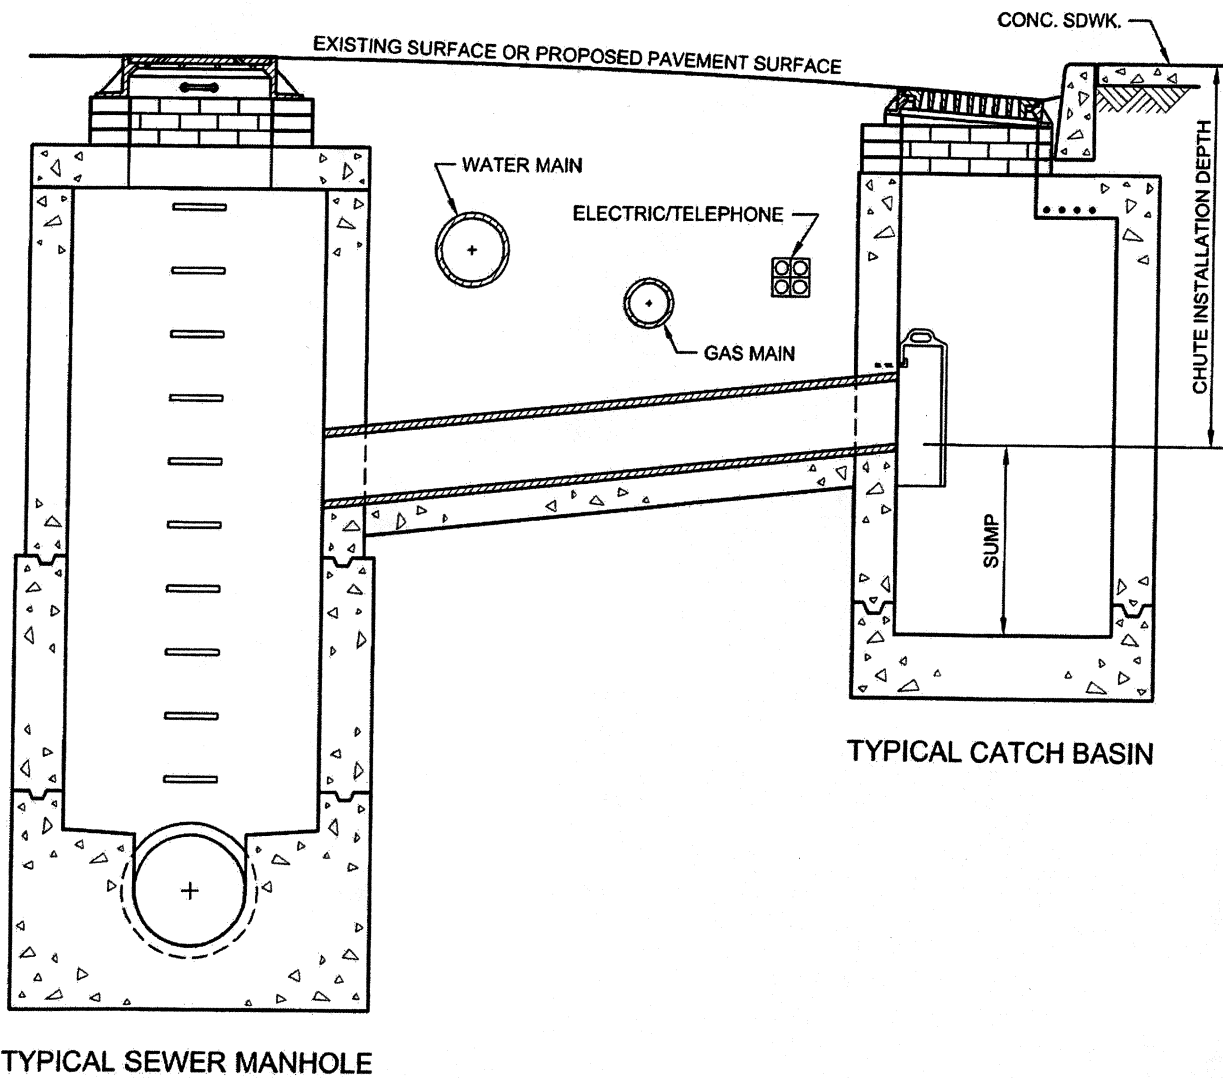 CONC. SDWK.
EXISTING SURFACE OR PROPOSED PAVEMENT SURFACE
WATER MAIN
ELECTRIC/TELEPHONE
GAS MAIN
CHUTE INSTALLATION DEPTH
SUMP
TYPICAL CATCH BASIN
TYPICAL SEWER MANHOLE